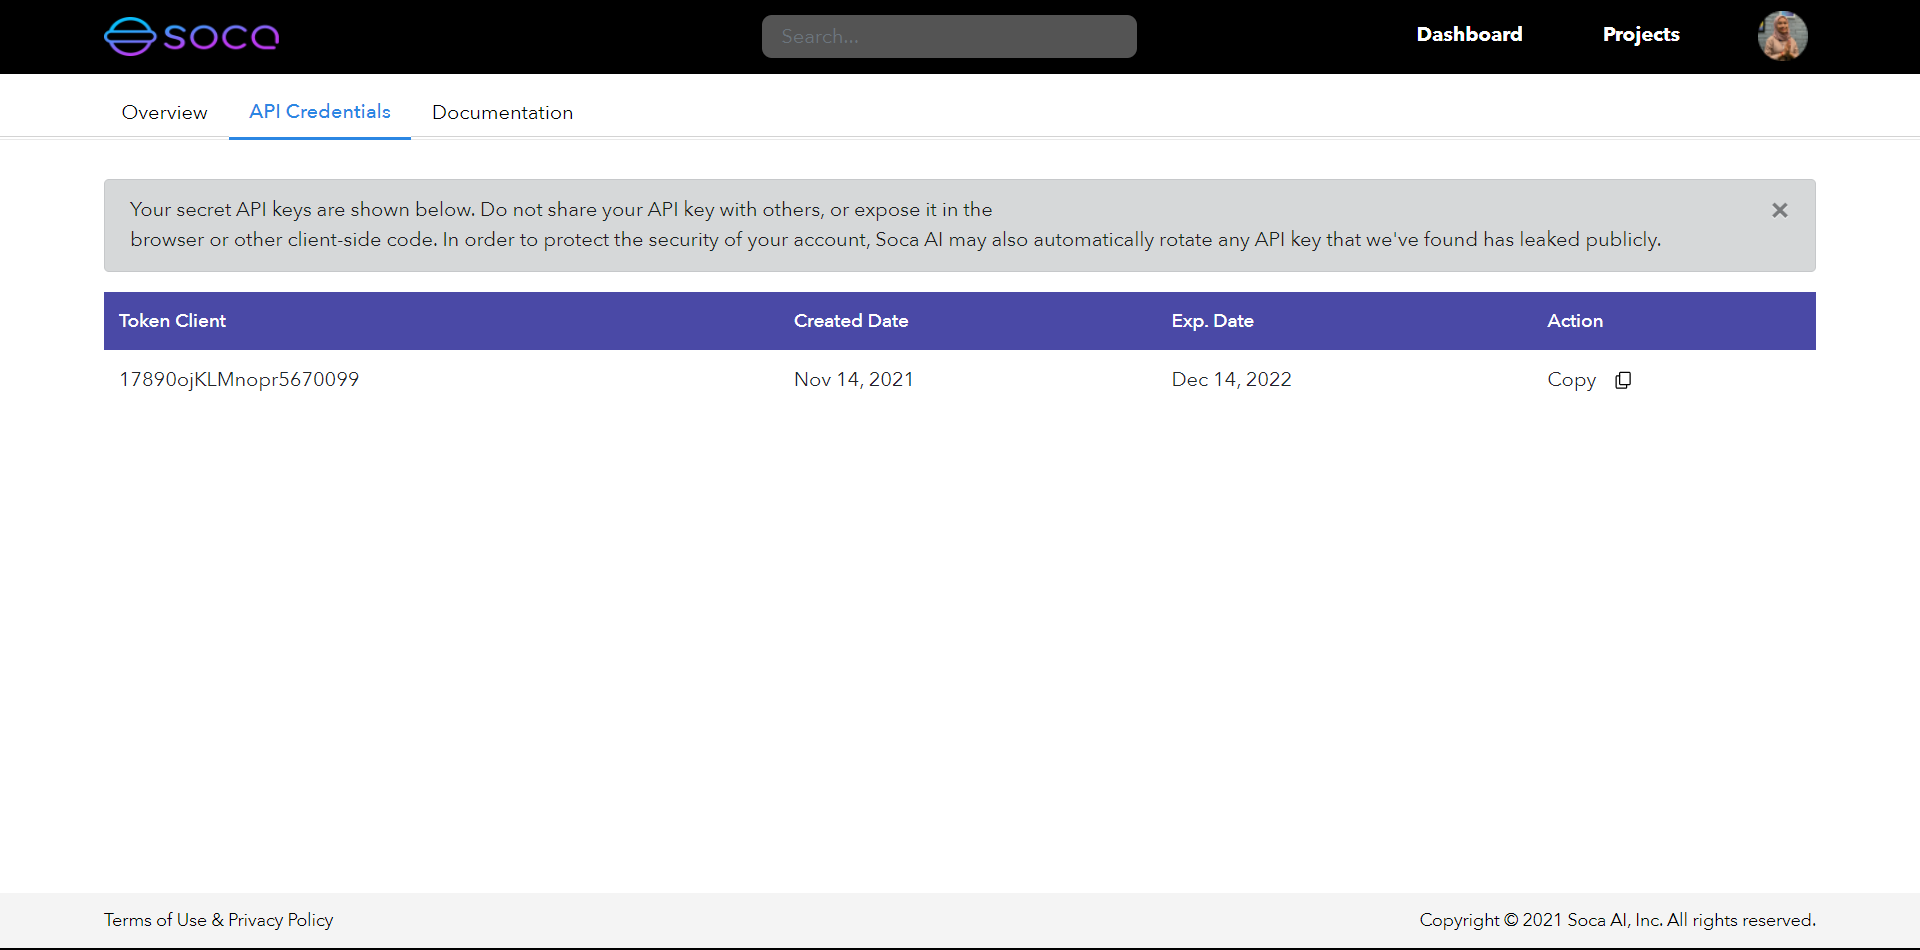 soca
Search...
Dashboard
Projects
Overview
API Credentials
Documentation
Your secret API keys are shown below. Do not share your API key with others, or expose it in the
browser or other client-side code. In order to protect the security of your account, Soca AI may also automatically rotate any API key that we've found has leaked publicly.
Token Client Created Date Exp. Date Action
17890ojKLMnopr5670099 Nov 14, 2021 Dec 14, 2022 Copy
Terms of Use & Privacy Policy
Copyright © 2021 Soca AI, Inc. All rights reserved.